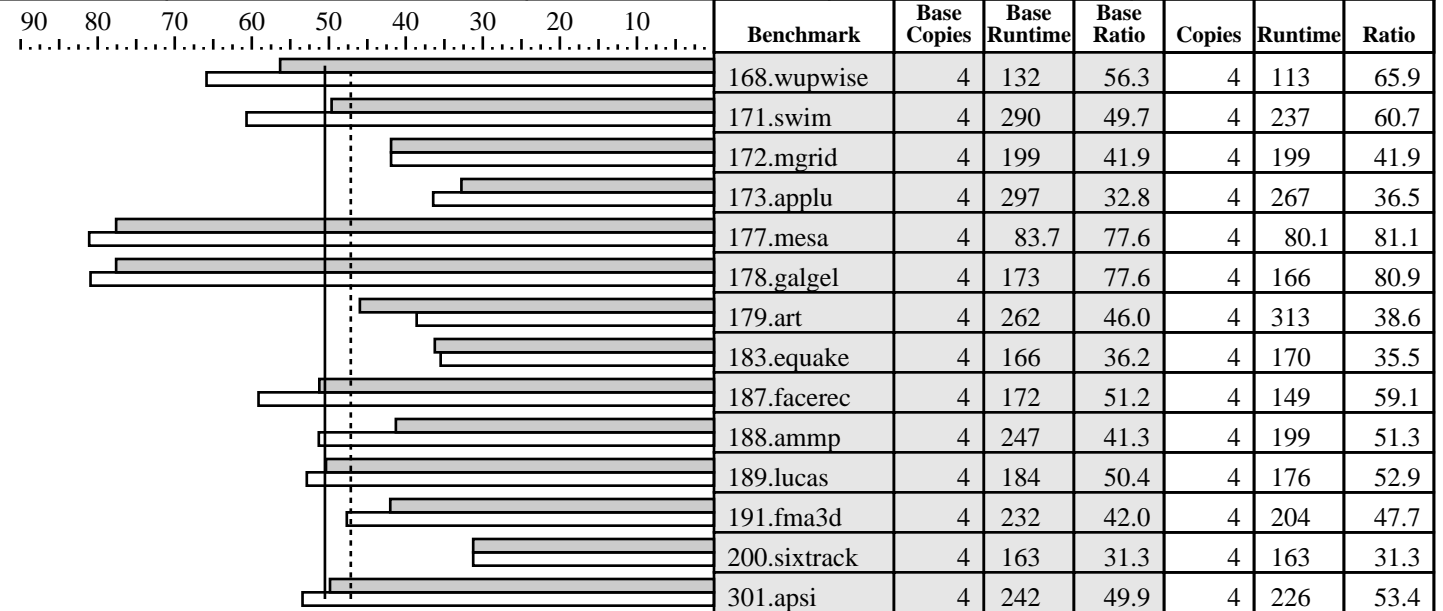 90 80 70 60 50 40 30 20 10
Benchmark Base Copies Base Runtime Base Ratio Copies Runtime Ratio
168.wupwise 4 132 56.3 4 113 65.9
171.swim 4 290 49.7 4 237 60.7
172.mgrid 4 199 41.9 4 199 41.9
173.applu 4 297 32.8 4 267 36.5
177.mesa 4 83.7 77.6 4 80.1 81.1
178.galgel 4 173 77.6 4 166 80.9
179.art 4 262 46.0 4 313 38.6
183.equake 4 166 36.2 4 170 35.5
187.facerec 4 172 51.2 4 149 59.1
188.ammp 4 247 41.3 4 199 51.3
189.lucas 4 184 50.4 4 176 52.9
191.fma3d 4 232 42.0 4 204 47.7
200.sixtrack 4 163 31.3 4 163 31.3
301.apsi 4 242 49.9 4 226 53.4